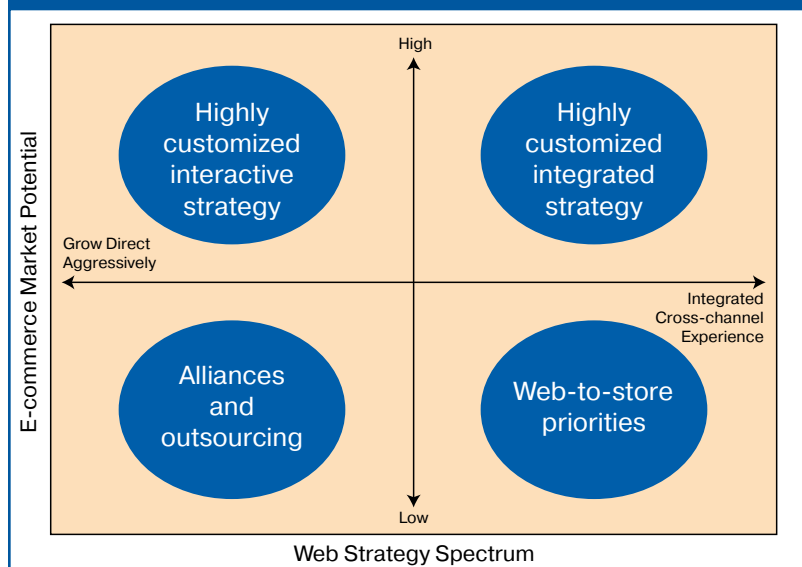 High
Highly
customized
interactive
strategy
Highly
customized
integrated
strategy
E-commerce Market Potential
Grow Direct
Aggressively
Integrated
Cross-channel
Experience
Alliances
and
outsourcing
Web-to-store
priorities
Low
Web Strategy Spectrum